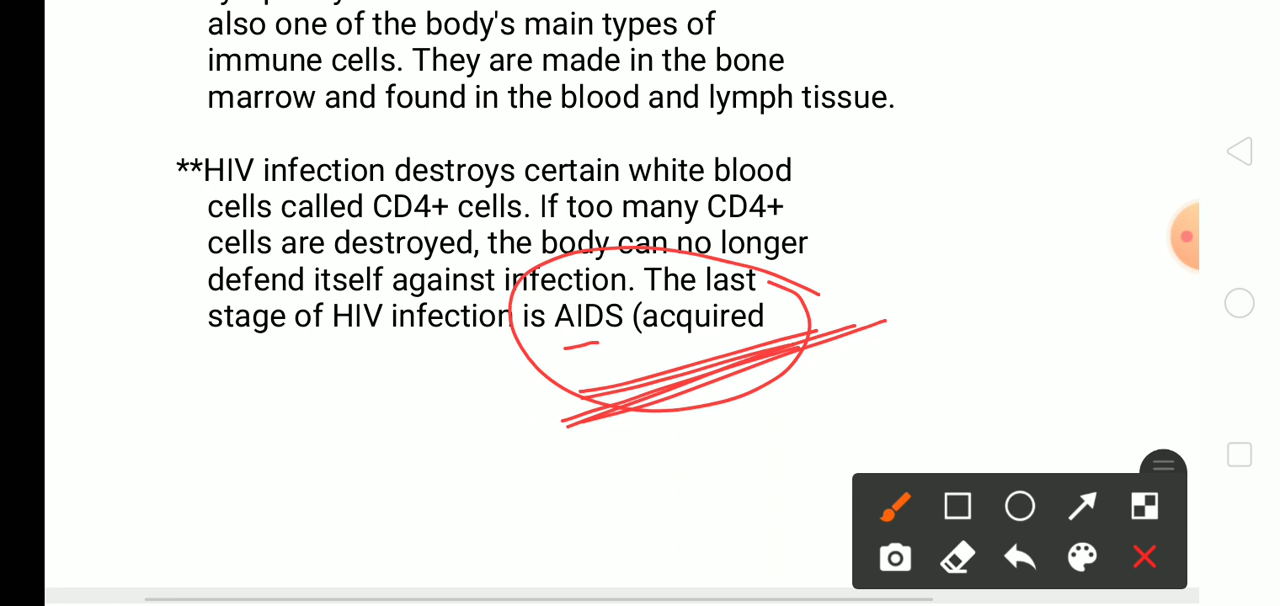 also one of the body's main types of
immune cells. They are made in the bone
marrow and found in the blood and lymph tissue.
**HIV infection destroys certain white blood
cells called CD4+ cells. If too many CD4+
cells are destroyed, the body can no longer
defend itself against infection. The last
stage of HIV infection is AIDS (acquired